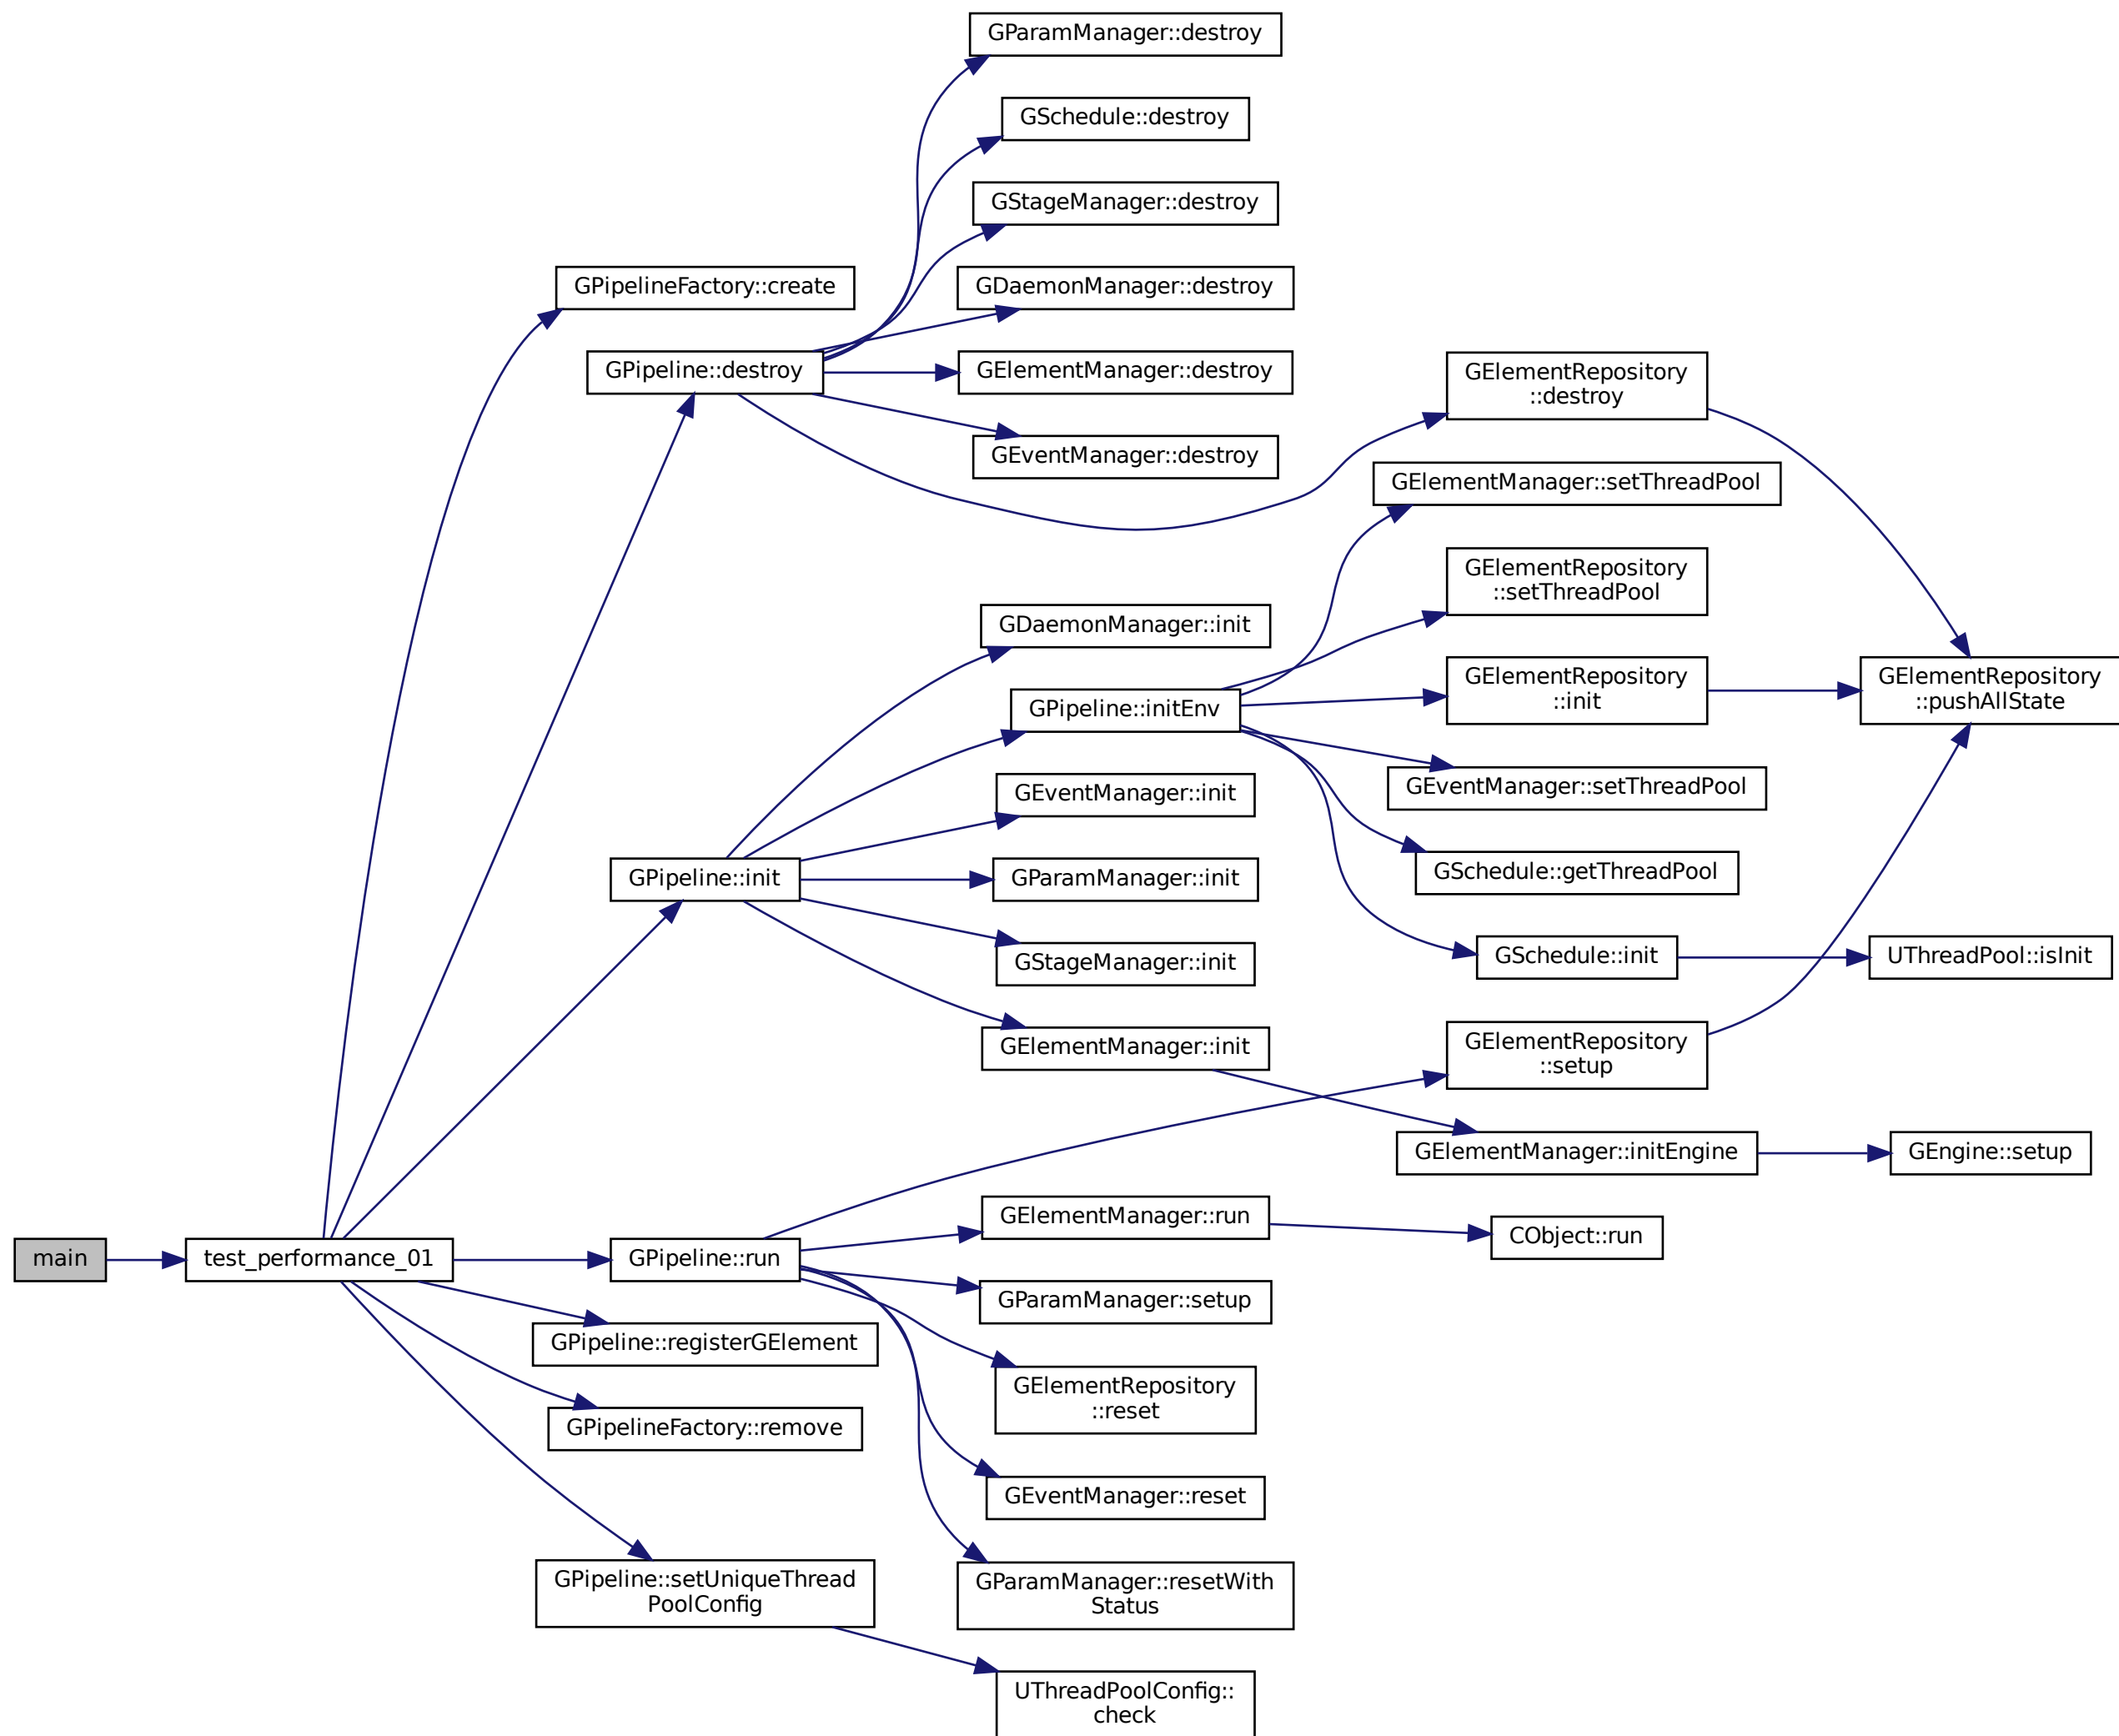 GParamManager::destroy
GSchedule::destroy
GStageManager::destroy
GPipelineFactory::create
GDaemonManager::destroy
GPipeline::destroy
GElementManager::destroy
GElementRepository
::destroy
GEventManager::destroy
GElementManager::setThreadPool
GElementRepository
::setThreadPool
GDaemonManager::init
GPipeline::initEnv
GElementRepository
::init
GElementRepository
::pushAllState
GEventManager::init
GEventManager::setThreadPool
GPipeline::init
GParamManager::init
GSchedule::getThreadPool
GStageManager::init
GSchedule::init
UThreadPool::isInit
GElementManager::init
GElementRepository
::setup
GElementManager::initEngine
GEngine::setup
GElementManager::run
CObject::run
main
test_performance_01
GPipeline::run
GParamManager::setup
GPipeline::registerGElement
GElementRepository
::reset
GPipelineFactory::remove
GEventManager::reset
GPipeline::setUniqueThread
PoolConfig
GParamManager::resetWith
Status
UThreadPoolConfig::
check